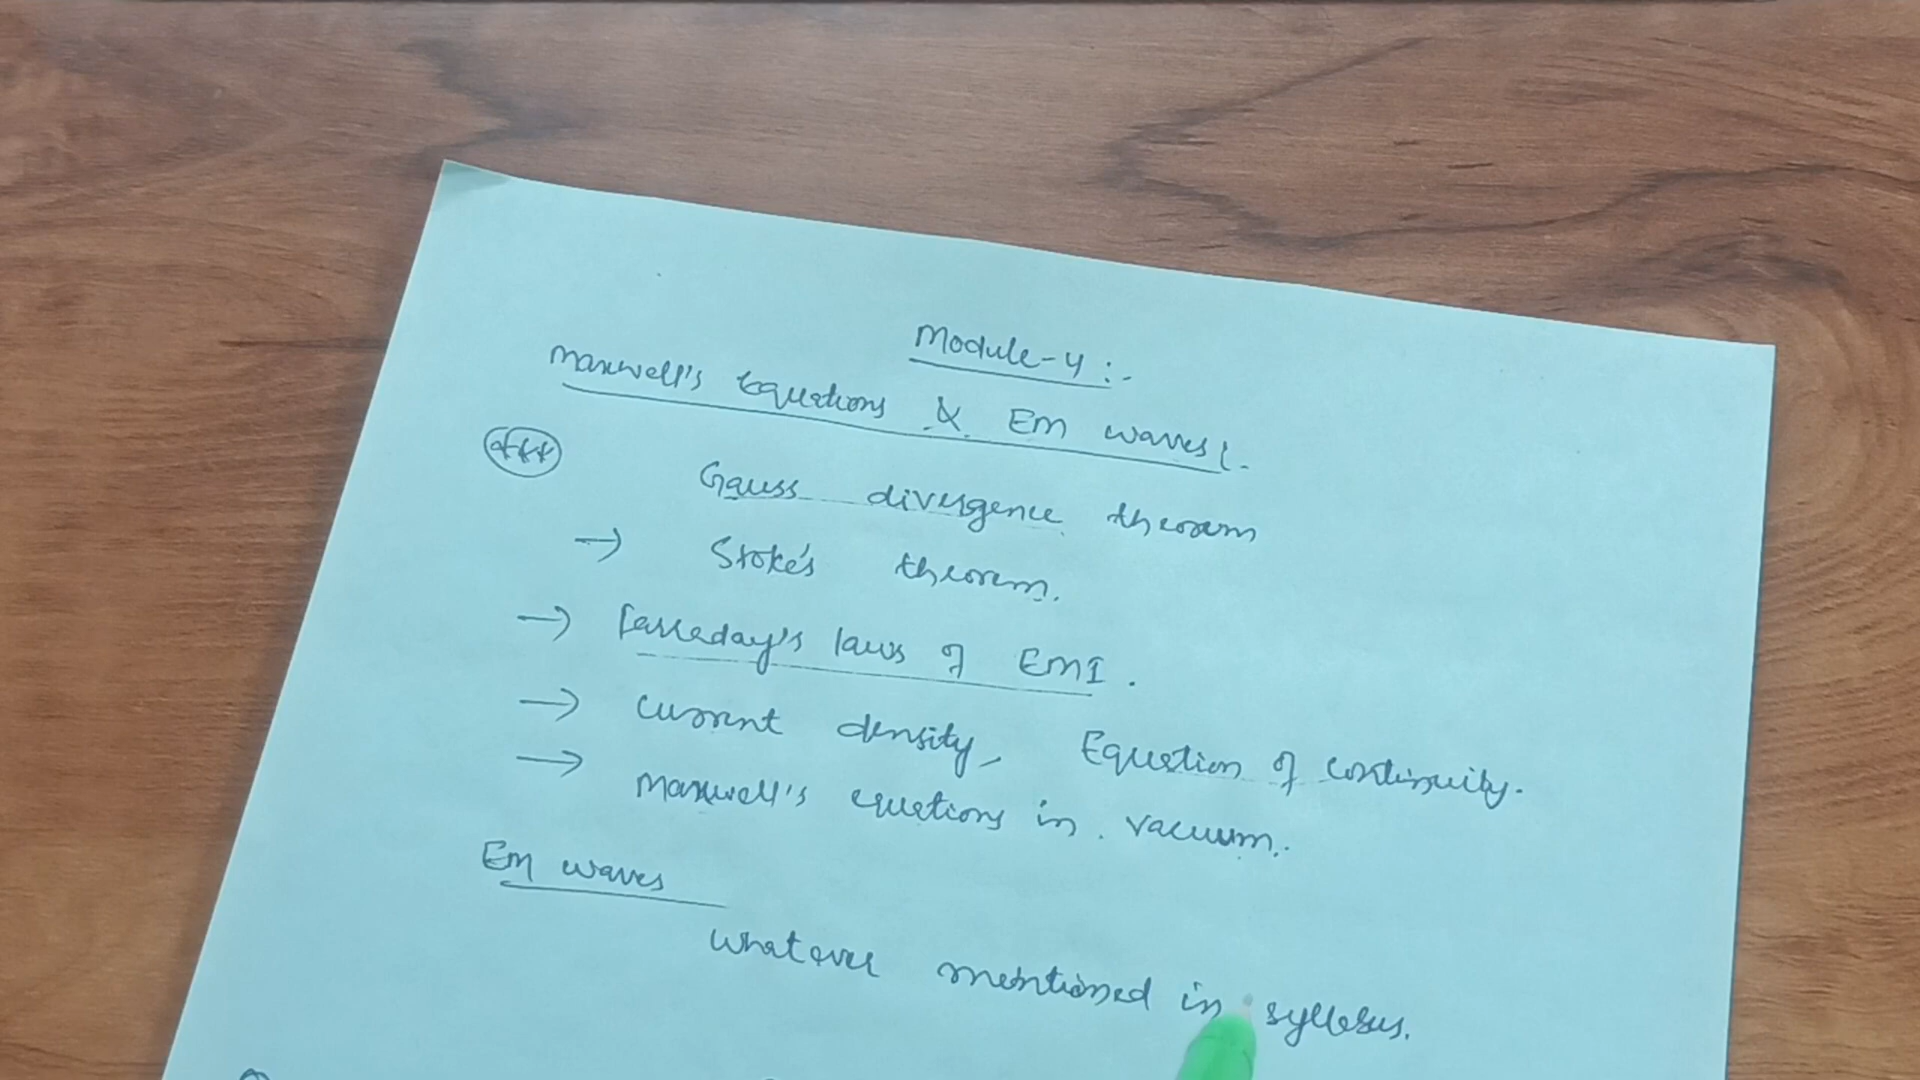 Module-4 :-
Maxwell's Equations & Em waves :-
***
Gauss divergence theorem
→ Stoke's theorem.
→ Farraday's laws of EMI.
→ Current density, Equation of continuity.
→ Maxwell's equations in vacuum.
Em waves
whatever mentioned in syllabus.